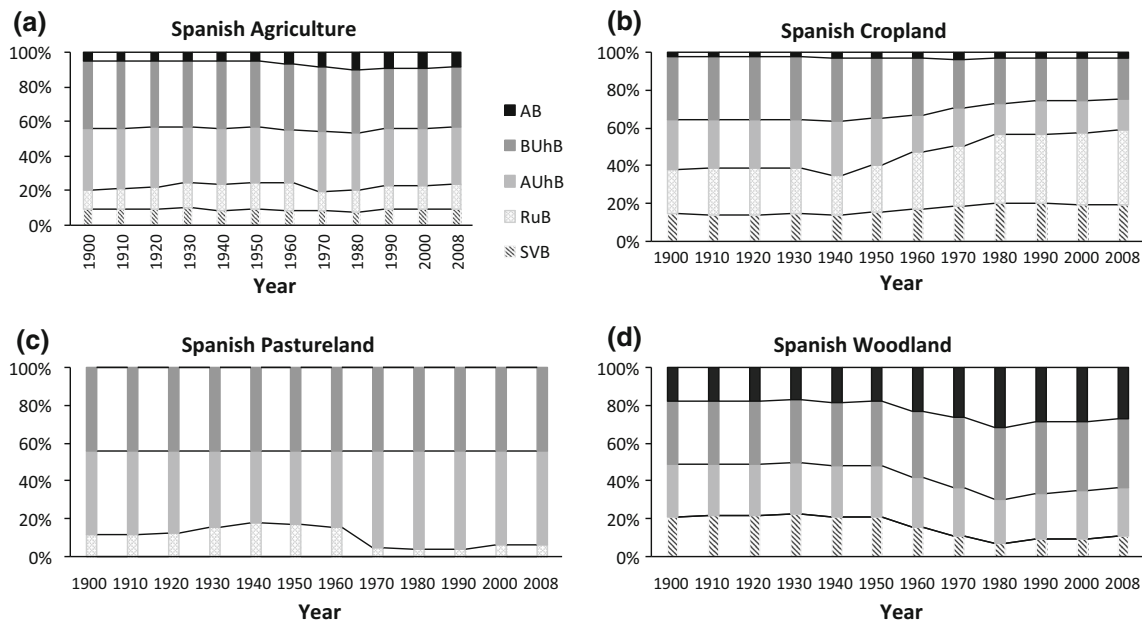 (a)
Spanish Agriculture
100%
80%
60%
40%
20%
0%
1900
1910
1920
1930
1940
1950
1960
1970
1980
1990
2000
2008
Year
AB
BUhB
AUhB
RuB
SVB
(b)
Spanish Cropland
100%
80%
60%
40%
20%
0%
1900 1910 1920 1930 1940 1950 1960 1970 1980 1990 2000 2008
Year
(c)
Spanish Pastureland
100%
80%
60%
40%
20%
0%
1900 1910 1920 1930 1940 1950 1960 1970 1980 1990 2000 2008
Year
(d)
Spanish Woodland
100%
80%
60%
40%
20%
0%
1900 1910 1920 1930 1940 1950 1960 1970 1980 1990 2000 2008
Year